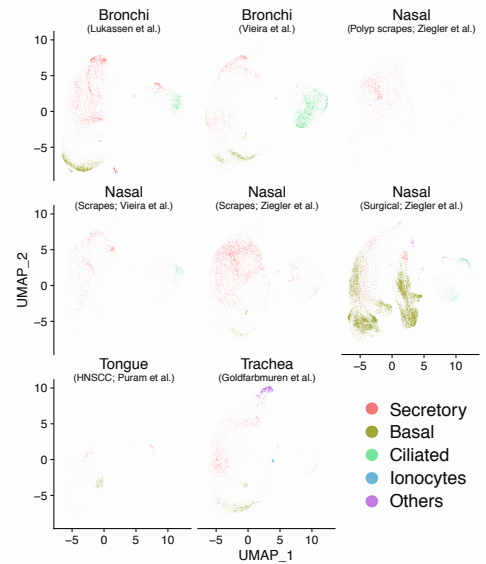 Bronchi
(Lukassen et al.)
Bronchi
(Vieira et al.)
Nasal
(Polyp scrapes; Ziegler et al.)
10
5
0
−5
Nasal
(Scrapes; Vieira et al.)
Nasal
(Scrapes; Ziegler et al.)
Nasal
(Surgical; Ziegler et al.)
UMAP_2
10
5
0
−5
−5 0 5 10
Tongue
(HNSCC; Puram et al.)
Trachea
(Goldfarbmuren et al.)
10
5
0
−5
−5 0 5 10
−5 0 5 10
UMAP_1
Secretory
Basal
Ciliated
Ionocytes
Others